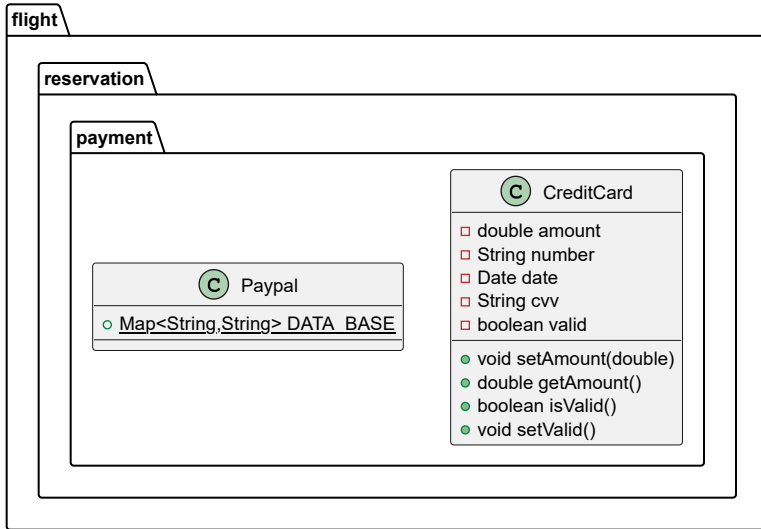 flight
reservation
payment
C Paypal
Map<String,String> DATA_BASE
C CreditCard
double amount
String number
Date date
String cvv
boolean valid
void setAmount(double)
double getAmount()
boolean isValid()
void setValid()